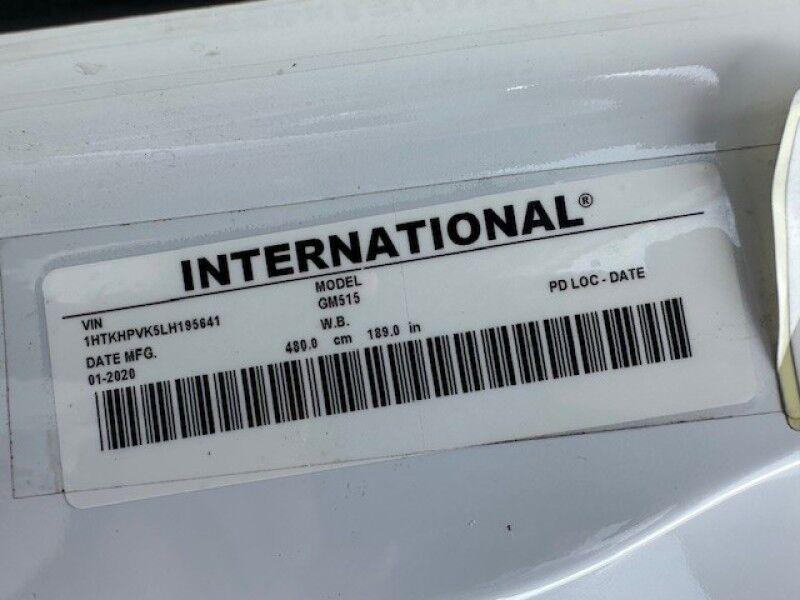 INTERNATIONAL®
VIN
1HTKHPVK5LH195641
MODEL
GM515
PD LOC - DATE
DATE MFG.
01-2020
W.B.
480.0 cm 189.0 in